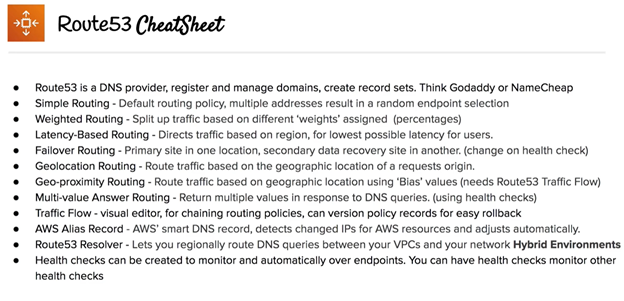 Route53 CheatSheet
● Route53 is a DNS provider, register and manage domains, create record sets. Think Godaddy or NameCheap
● Simple Routing - Default routing policy, multiple addresses result in a random endpoint selection
● Weighted Routing - Split up traffic based on different ‘weights’ assigned (percentages)
● Latency-Based Routing - Directs traffic based on region, for lowest possible latency for users.
● Failover Routing - Primary site in one location, secondary data recovery site in another. (change on health check)
● Geolocation Routing - Route traffic based on the geographic location of a requests origin.
● Geo-proximity Routing - Route traffic based on geographic location using ‘Bias’ values (needs Route53 Traffic Flow)
● Multi-value Answer Routing - Return multiple values in response to DNS queries. (using health checks)
● Traffic Flow - visual editor, for chaining routing policies, can version policy records for easy rollback
● AWS Alias Record - AWS’ smart DNS record, detects changed IPs for AWS resources and adjusts automatically.
● Route53 Resolver - Lets you regionally route DNS queries between your VPCs and your network Hybrid Environments
● Health checks can be created to monitor and automatically over endpoints. You can have health checks monitor other
health checks